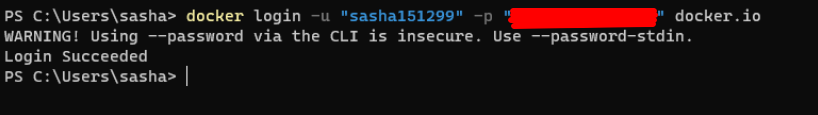 PS C:\Users\sasha> docker login -u "sasha151299" -p "" docker.io
WARNING! Using --password via the CLI is insecure. Use --password-stdin.
Login Succeeded
PS C:\Users\sasha>